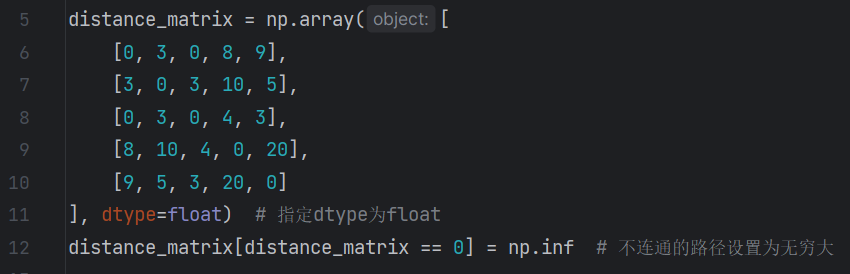 5 distance_matrix = np.array( object: [
6 [0, 3, 0, 8, 9],
7 [3, 0, 3, 10, 5],
8 [0, 3, 0, 4, 3],
9 [8, 10, 4, 0, 20],
10 [9, 5, 3, 20, 0]
11 ], dtype=float) # 指定dtype为float
12 distance_matrix[distance_matrix == 0] = np.inf # 不连通的路径设置为无穷大